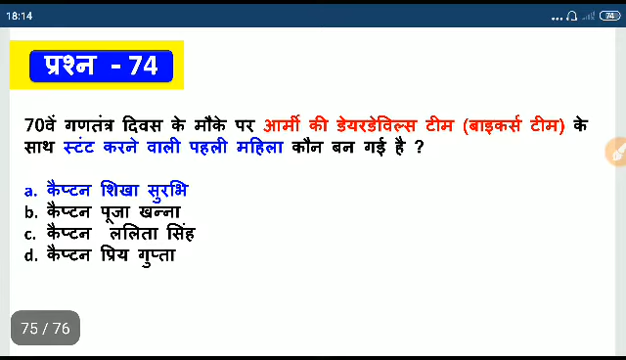 18:14
74
प्रश्न - 74
70वें गणतंत्र दिवस के मौके पर आर्मी की डेयरडेविल्स टीम (बाइकर्स टीम) के
साथ स्टंट करने वाली पहली महिला कौन बन गई है ?
a. कैप्टन शिखा सुरभि
b. कैप्टन पूजा खन्ना
c. कैप्टन ललिता सिंह
d. कैप्टन प्रिय गुप्ता
75 / 76